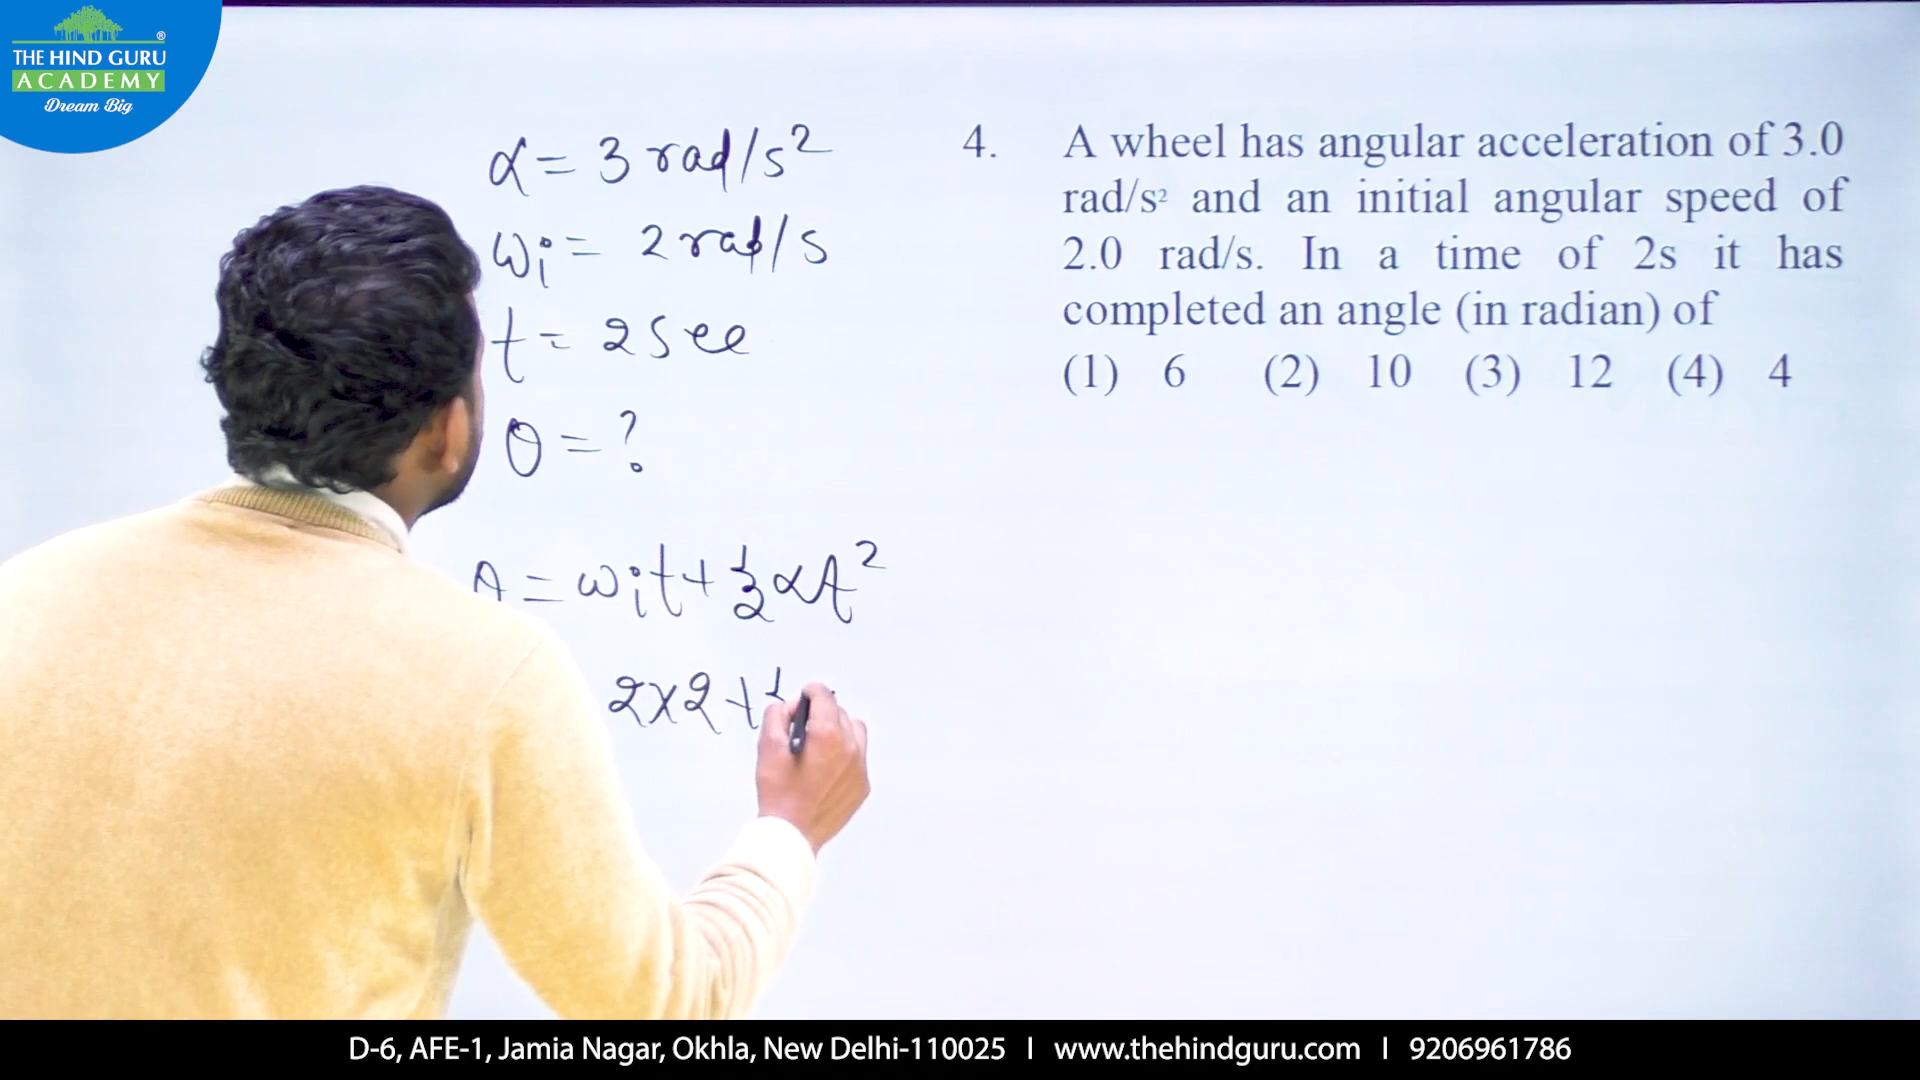 THE HIND GURU
ACADEMY
Dream Big
α = 3 rad/s²
ωi = 2 rad/s
t = 2 sec
θ = ?
θ = ωit + ½αt²
2×2 +
4. A wheel has angular acceleration of 3.0
rad/s² and an initial angular speed of
2.0 rad/s. In a time of 2s it has
completed an angle (in radian) of
(1) 6 (2) 10 (3) 12 (4) 4
D-6, AFE-1, Jamia Nagar, Okhla, New Delhi-110025 | www.thehindguru.com | 9206961786